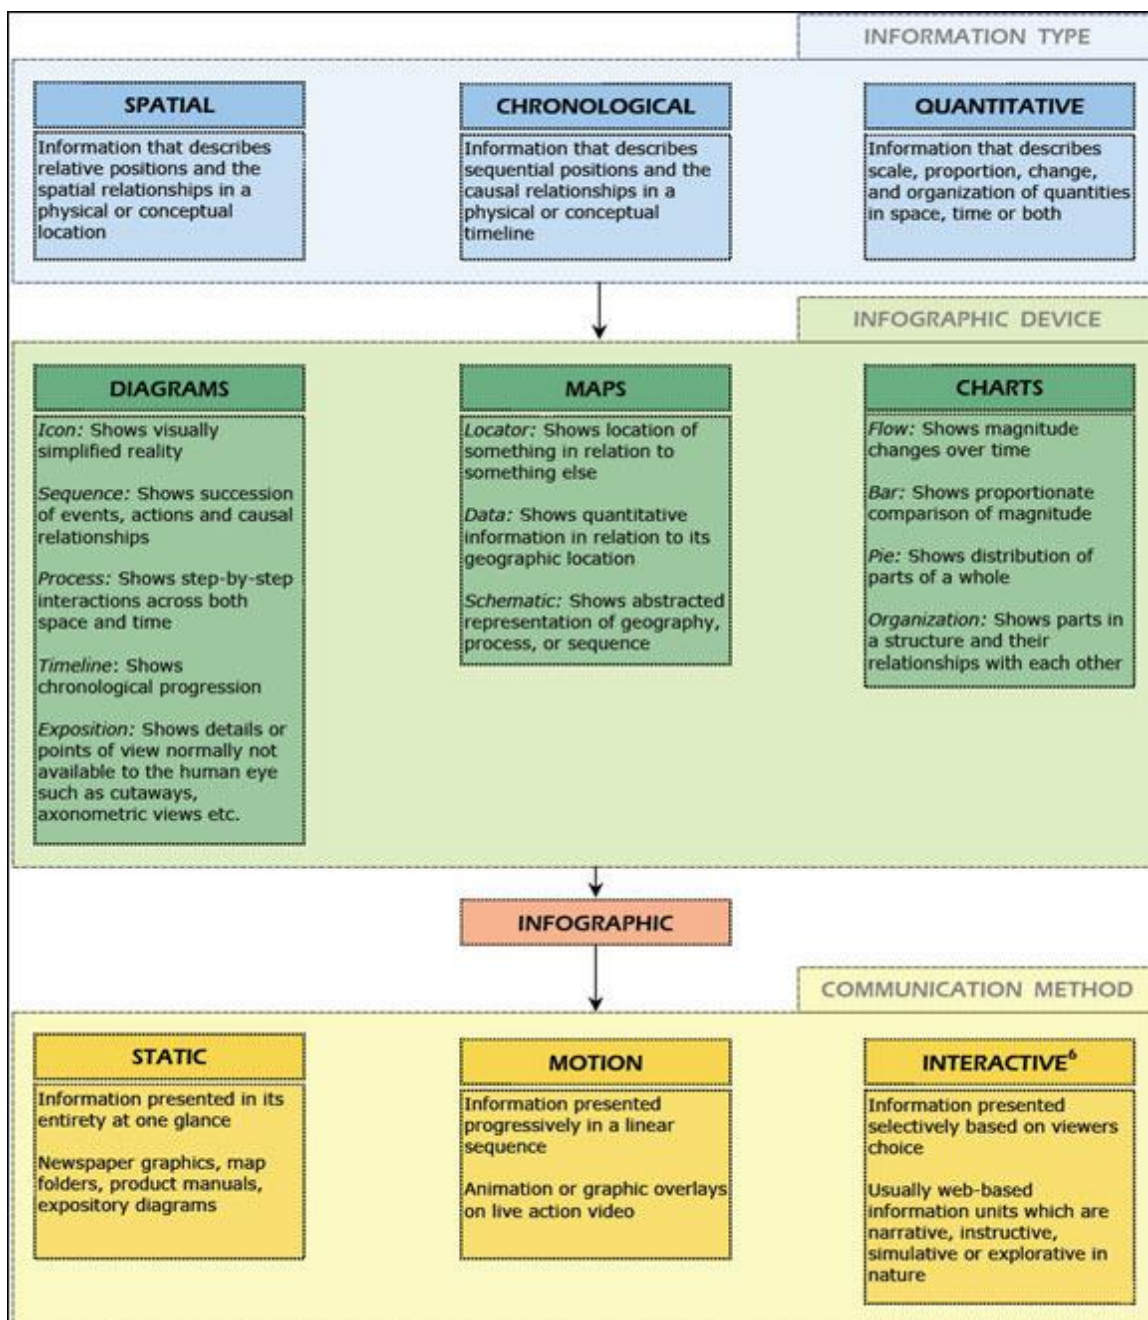 INFORMATION TYPE
SPATIAL
Information that describes
relative positions and the
spatial relationships in a
physical or conceptual
location
CHRONOLOGICAL
Information that describes
sequential positions and the
causal relationships in a
physical or conceptual
timeline
QUANTITATIVE
Information that describes
scale, proportion, change,
and organization of quantities
in space, time or both
INFOGRAPHIC DEVICE
DIAGRAMS
Icon: Shows visually
simplified reality
Sequence: Shows succession
of events, actions and causal
relationships
Process: Shows step-by-step
interactions across both
space and time
Timeline: Shows
chronological progression
Exposition: Shows details or
points of view normally not
available to the human eye
such as cutaways,
axonometric views etc.
MAPS
Locator: Shows location of
something in relation to
something else
Data: Shows quantitative
information in relation to its
geographic location
Schematic: Shows abstracted
representation of geography,
process, or sequence
CHARTS
Flow: Shows magnitude
changes over time
Bar: Shows proportionate
comparison of magnitude
Pie: Shows distribution of
parts of a whole
Organization: Shows parts in
a structure and their
relationships with each other
INFOGRAPHIC
COMMUNICATION METHOD
STATIC
Information presented in its
entirety at one glance
Newspaper graphics, map
folders, product manuals,
expository diagrams
MOTION
Information presented
progressively in a linear
sequence
Animation or graphic overlays
on live action video
INTERACTIVE⁶
Information presented
selectively based on viewers
choice
Usually web-based
information units which are
narrative, instructive,
simulative or explorative in
nature